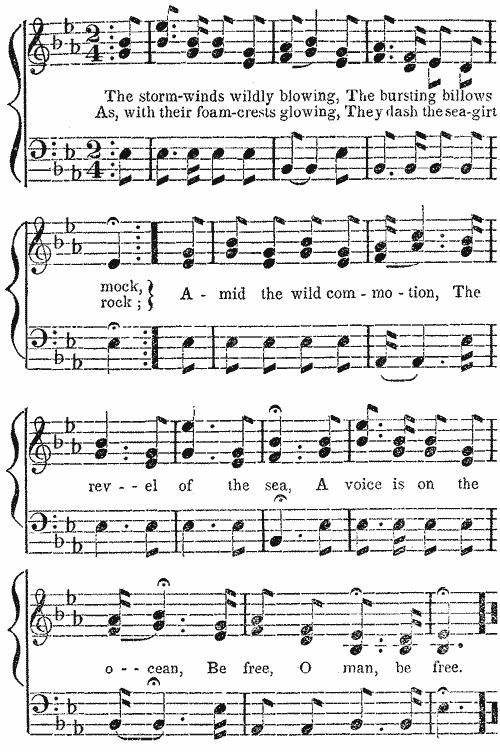 The storm-winds wildly blowing, The bursting billows
As, with their foam-crests glowing, They dash the sea-girt
mock,
rock ;
A - mid the wild com - mo - tion, The
rev - - el of the sea, A voice is on the
o - - cean, Be free, O man, be free.